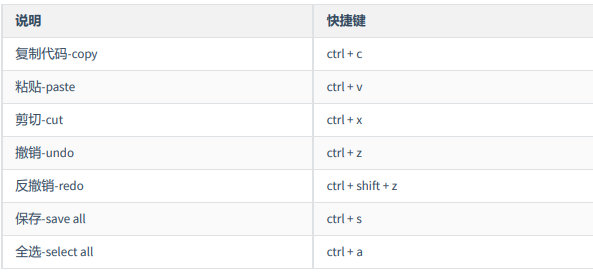 说明 快捷键
复制代码-copy ctrl + c
粘贴-paste ctrl + v
剪切-cut ctrl + x
撤销-undo ctrl + z
反撤销-redo ctrl + shift + z
保存-save all ctrl + s
全选-select all ctrl + a